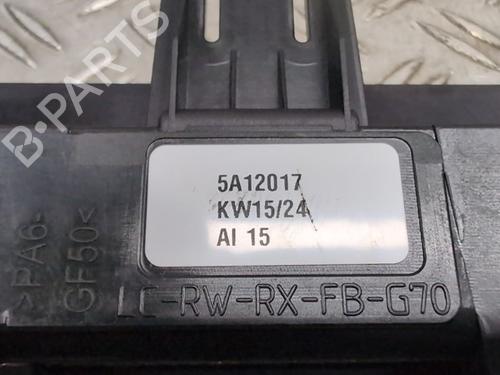 B-PARTS
5A12017
KW15/24
AI 15
>PA6-
GF50<
LC-RW-RX-FB-G70